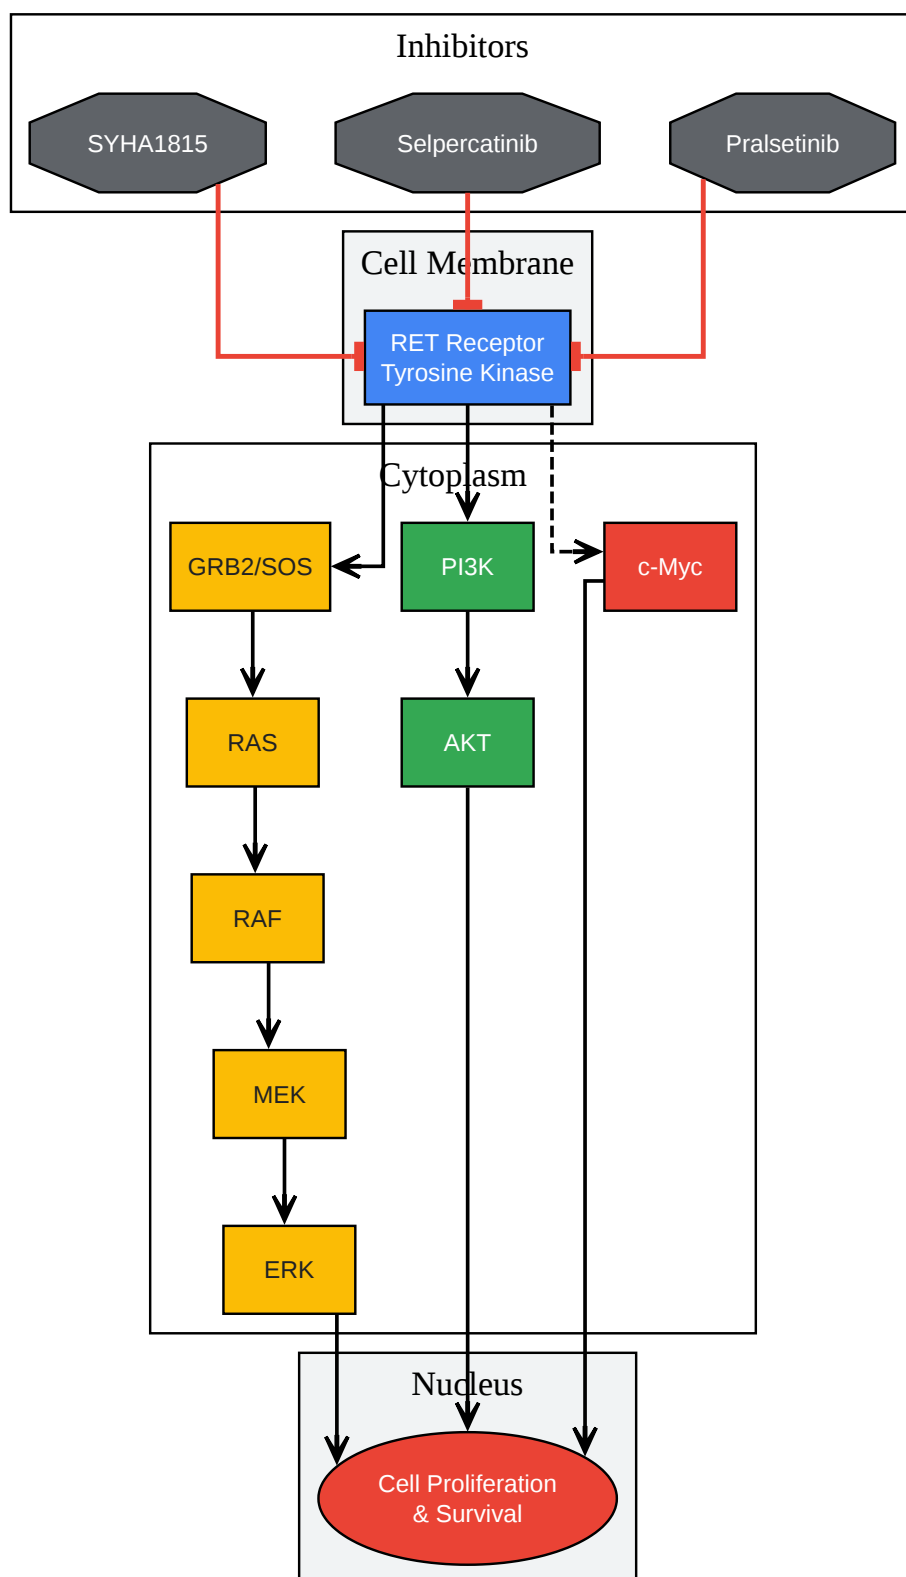 Inhibitors
SYHA1815
Selpercatinib
Pralsetinib
Cell Membrane
RET Receptor
Tyrosine Kinase
Cytoplasm
GRB2/SOS
PI3K
c-Myc
RAS
AKT
RAF
MEK
ERK
Nucleus
Cell Proliferation
& Survival